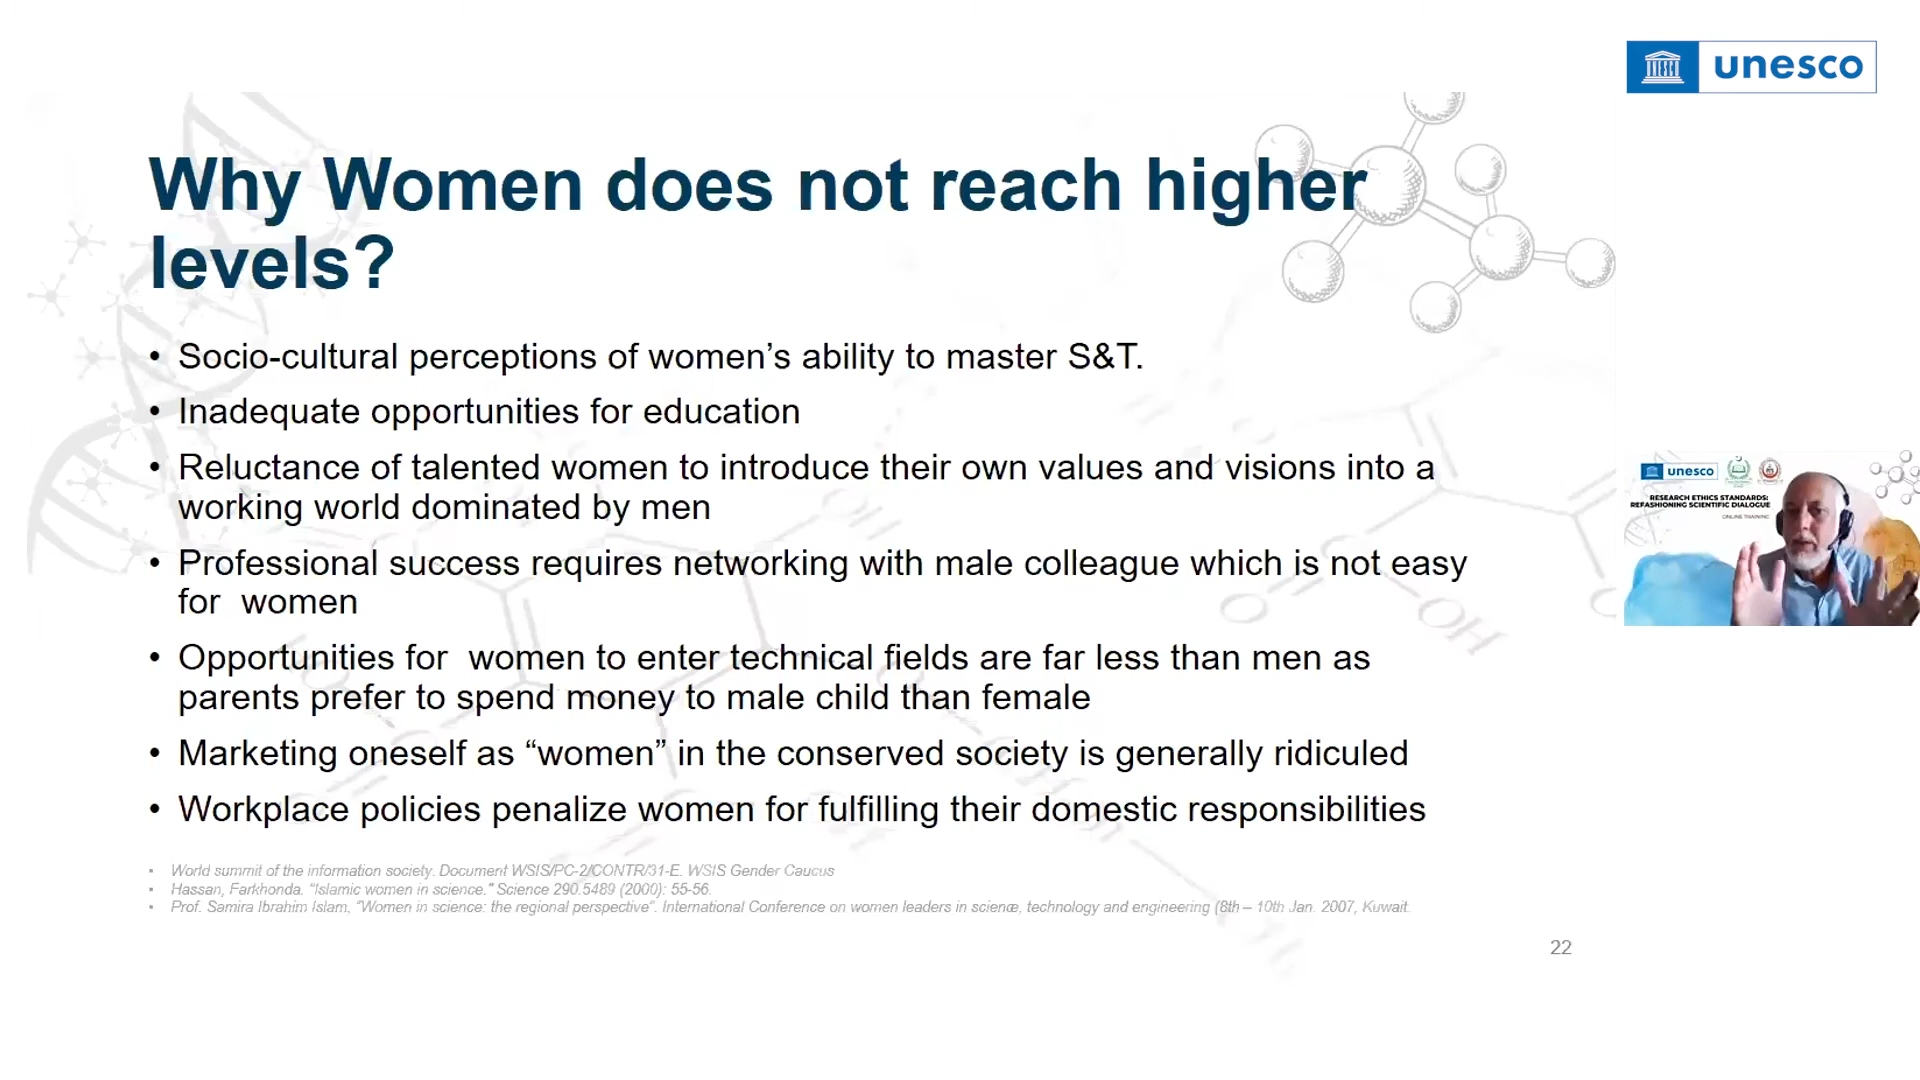 unesco
Why Women does not reach higher
levels?
• Socio-cultural perceptions of women’s ability to master S&T.
• Inadequate opportunities for education
• Reluctance of talented women to introduce their own values and visions into a
working world dominated by men
• Professional success requires networking with male colleague which is not easy
for  women
• Opportunities for  women to enter technical fields are far less than men as
parents prefer to spend money to male child than female
• Marketing oneself as “women” in the conserved society is generally ridiculed
• Workplace policies penalize women for fulfilling their domestic responsibilities
• World summit of the information society. Document WSIS/PC-2/CONTR/31-E. WSIS Gender Caucus
• Hassan, Farkhonda. “Islamic women in science.” Science 290.5489 (2000): 55-56.
• Prof. Samira Ibrahim Islam, “Women in science: the regional perspective”. International Conference on women leaders in science, technology and engineering (8th – 10th Jan. 2007, Kuwait.
22
unesco
RESEARCH ETHICS STANDARDS:
REFASHIONING SCIENTIFIC DIALOGUE
ONLINE TRAINING